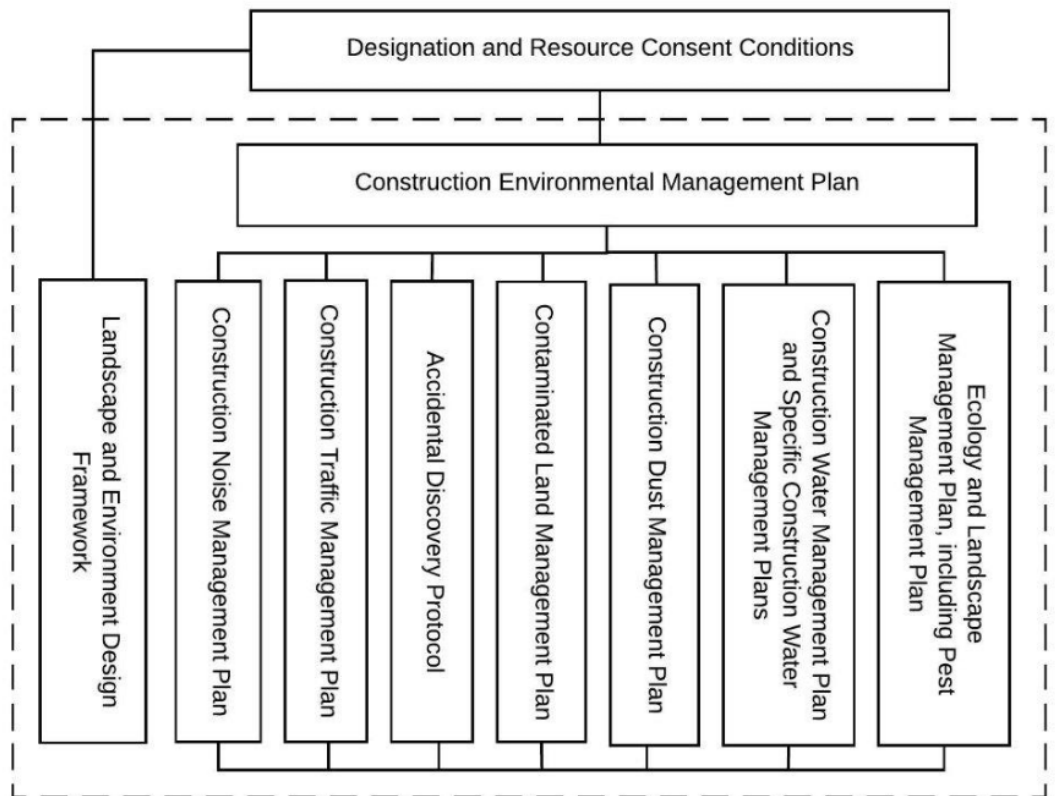 Designation and Resource Consent Conditions
Construction Environmental Management Plan
Landscape and Environment Design
Framework
Construction Noise Management Plan
Construction Traffic Management Plan
Accidental Discovery Protocol
Contaminated Land Management Plan
Construction Dust Management Plan
Construction Water Management Plan
and Specific Construction Water
Management Plans
Ecology and Landscape
Management Plan, including Pest
Management Plan